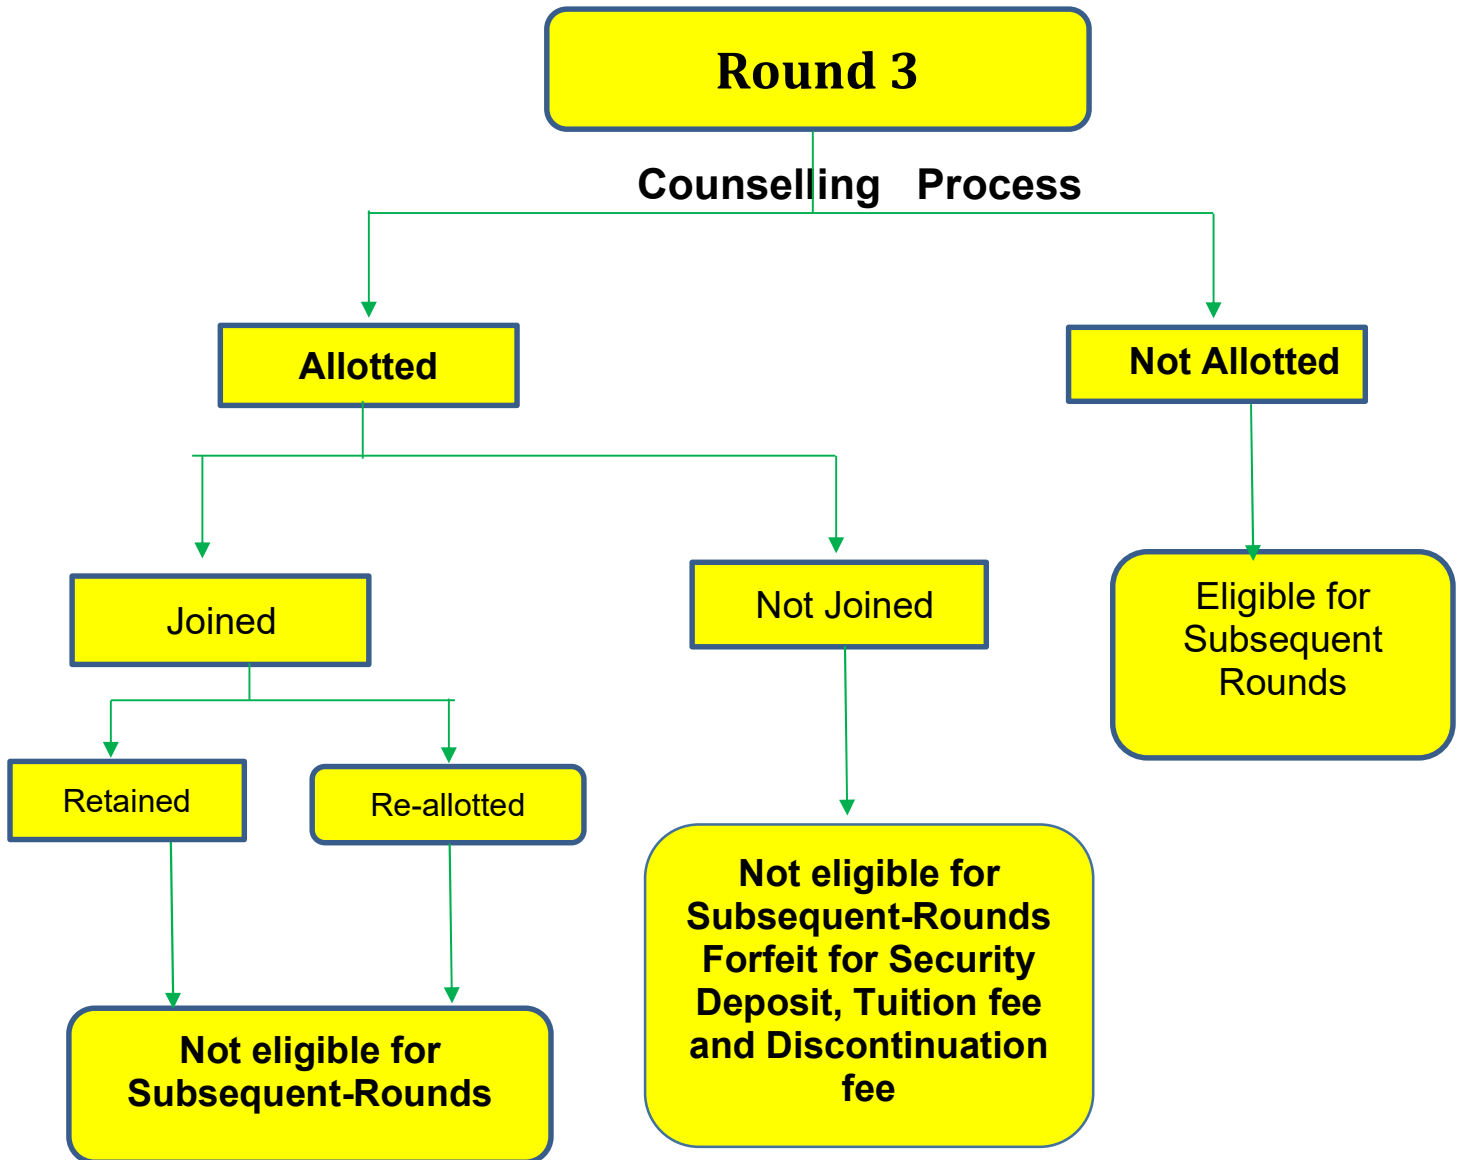 Round 3
Counselling Process
Allotted
Not Allotted
Joined
Not Joined
Eligible for
Subsequent
Rounds
Retained
Re-allotted
Not eligible for
Subsequent-Rounds
Forfeit for Security
Deposit, Tuition fee
and Discontinuation
fee
Not eligible for
Subsequent-Rounds